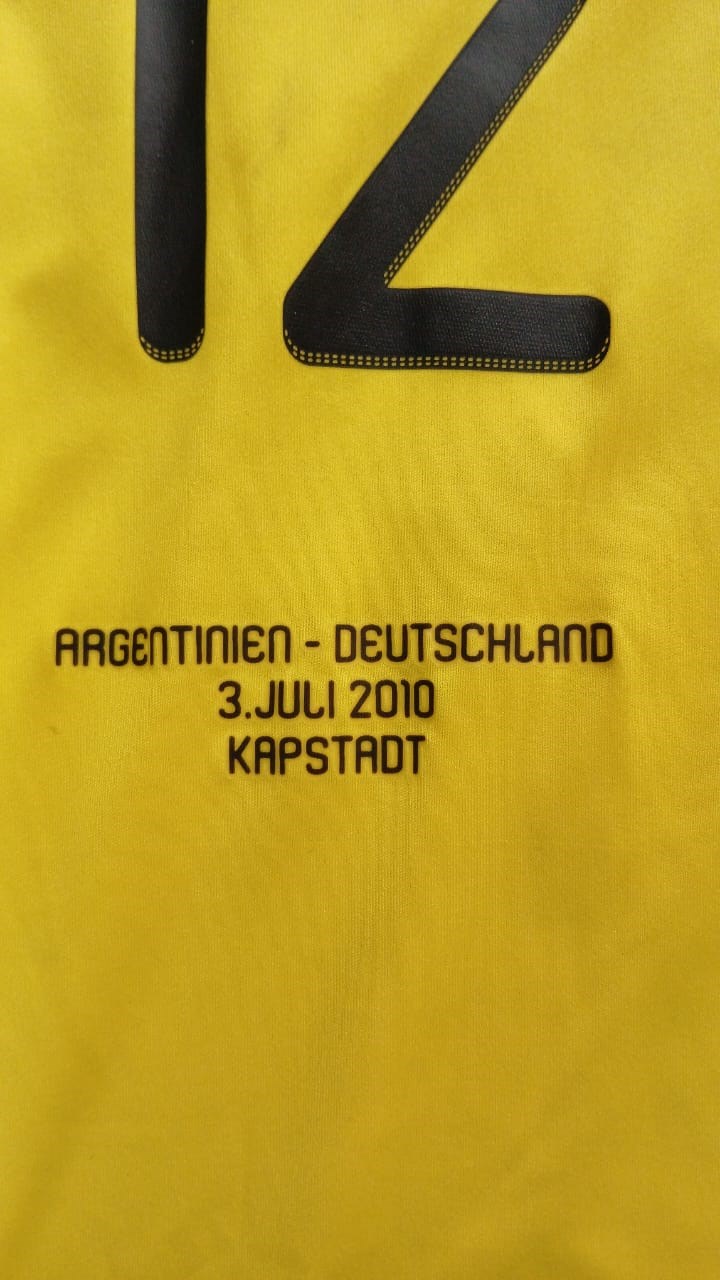 12
ARGENTINIEN - DEUTSCHLAND
3.JULI 2010
KAPSTADT